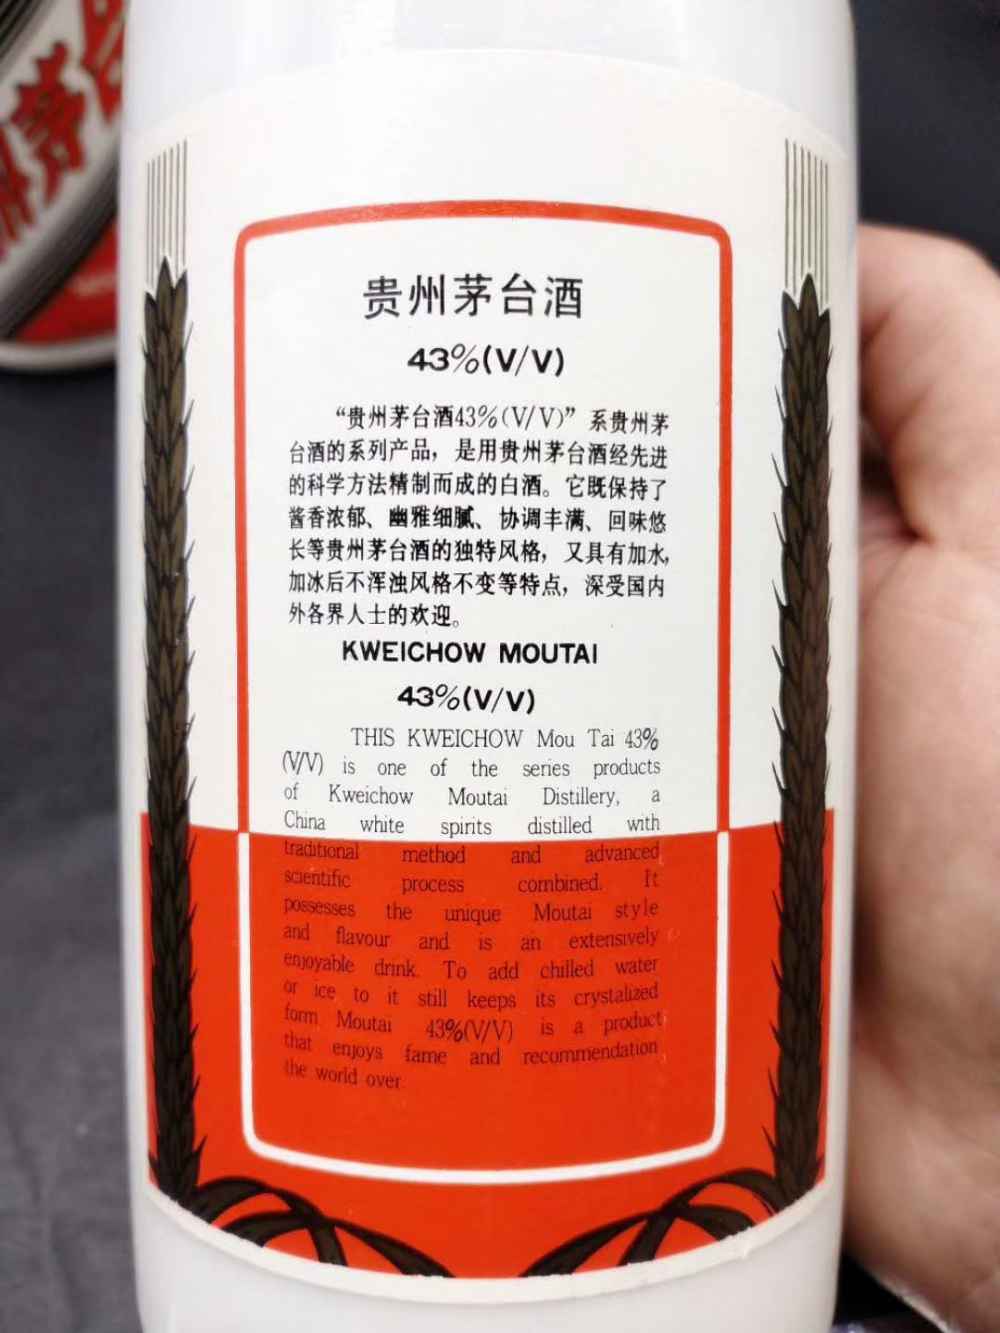 州茅台
贵州茅台酒
43%(V/V)
“贵州茅台酒43%(V/V)”系贵州茅
台酒的系列产品，是用贵州茅台酒经先进
的科学方法精制而成的白酒。它既保持了
酱香浓郁、幽雅细腻、协调丰满、回味悠
长等贵州茅台酒的独特风格，又具有加水,
加冰后不浑浊风格不变等特点，深受国内
外各界人士的欢迎。
KWEICHOW MOUTAI
43%(V/V)
THIS KWEICHOW Mou Tai 43%
(V/V) is one of the series products
of Kweichow Moutai Distillery, a
China white spirits distilled with
traditional method and advanced
scientific process combined. It
possesses the unique Moutai style
and flavour and is an extensively
enjoyable drink. To add chilled water
or ice to it still keeps its crystalized
form Moutai 43%(V/V) is a product
that enjoys fame and recommendation
the world over.